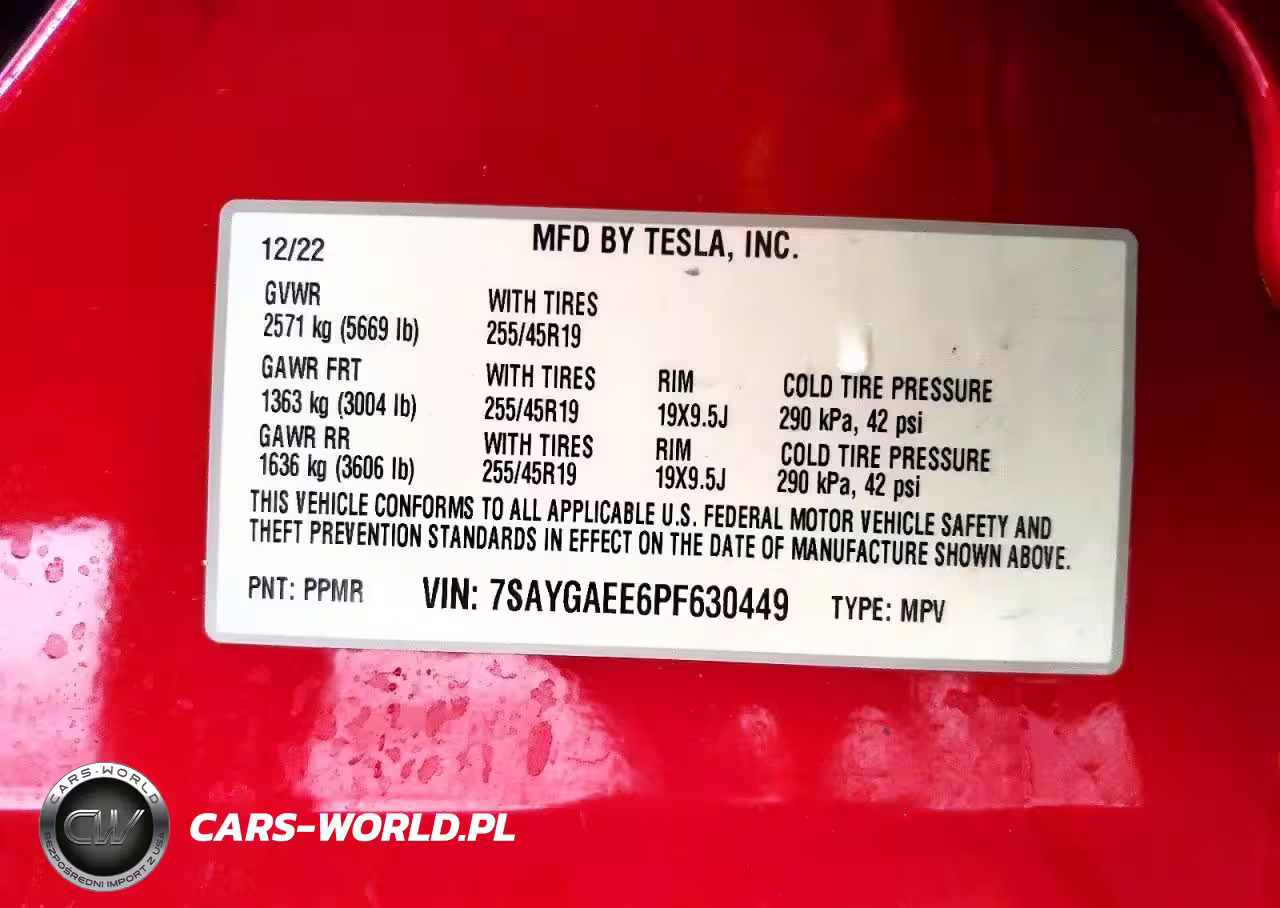 12/22 MFD BY TESLA, INC.
GVWR WITH TIRES
2571 kg (5669 lb) 255/45R19
GAWR FRT WITH TIRES RIM COLD TIRE PRESSURE
1363 kg (3004 lb) 255/45R19 19X9.5J 290 kPa, 42 psi
GAWR RR WITH TIRES RIM COLD TIRE PRESSURE
1636 kg (3606 lb) 255/45R19 19X9.5J 290 kPa, 42 psi
THIS VEHICLE CONFORMS TO ALL APPLICABLE U.S. FEDERAL MOTOR VEHICLE SAFETY AND
THEFT PREVENTION STANDARDS IN EFFECT ON THE DATE OF MANUFACTURE SHOWN ABOVE.
PNT: PPMR VIN: 7SAYGAEE6PF630449 TYPE: MPV
CARS-WORLD
CW
BEZPOŚREDNI IMPORT Z USA
CARS-WORLD.PL